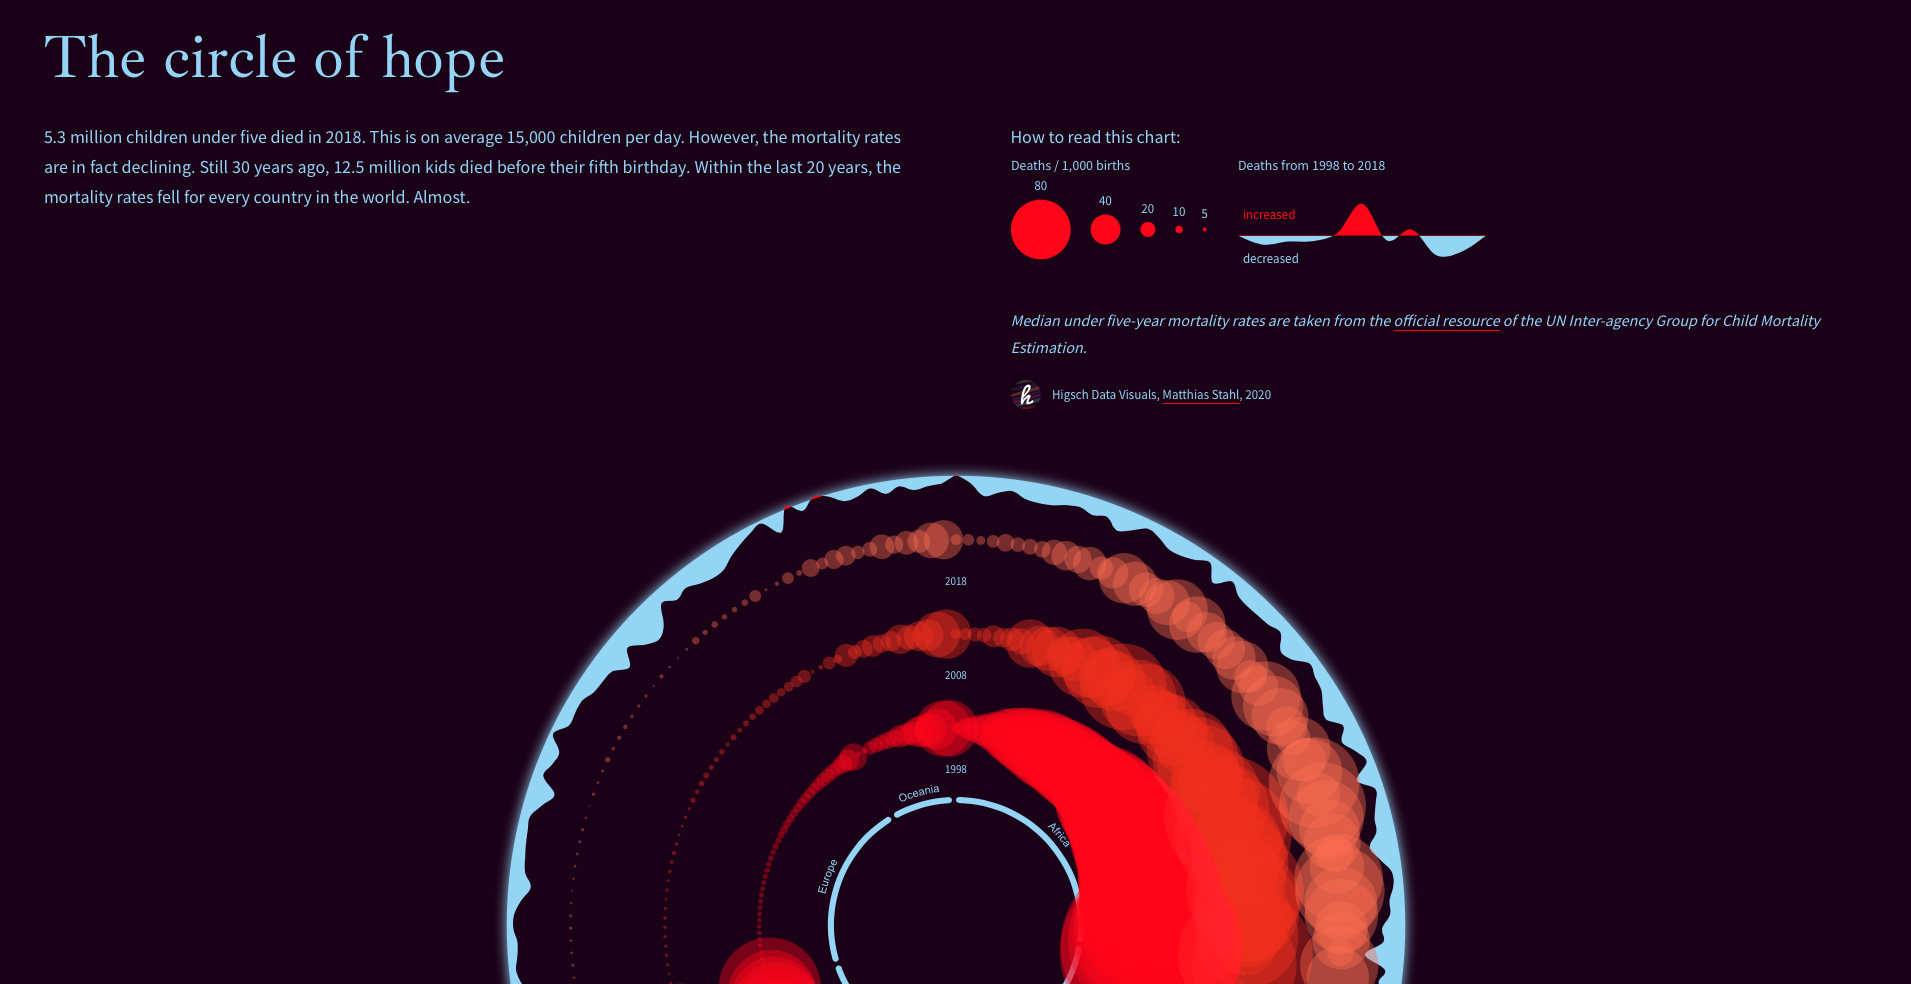 The circle of hope
5.3 million children under five died in 2018. This is on average 15,000 children per day. However, the mortality rates
are in fact declining. Still 30 years ago, 12.5 million kids died before their fifth birthday. Within the last 20 years, the
mortality rates fell for every country in the world. Almost.
How to read this chart:
Deaths / 1,000 births
80
40
20
10
5
Deaths from 1998 to 2018
increased
decreased
Median under five-year mortality rates are taken from the official resource of the UN Inter-agency Group for Child Mortality
Estimation.
h
Higsch Data Visuals, Matthias Stahl, 2020
2018
2008
1998
Oceania
Africa
Europe